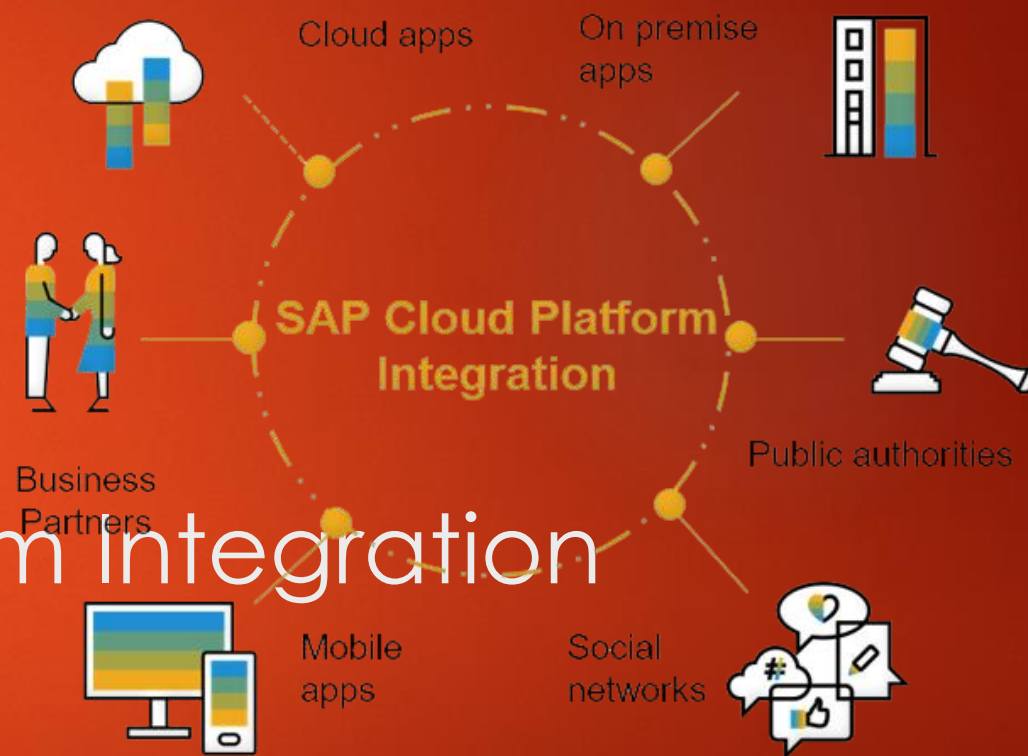 Cloud apps
On premise
apps
SAP Cloud Platform
Integration
Public authorities
Business
Partners
m Integration
Mobile
apps
Social
networks
#